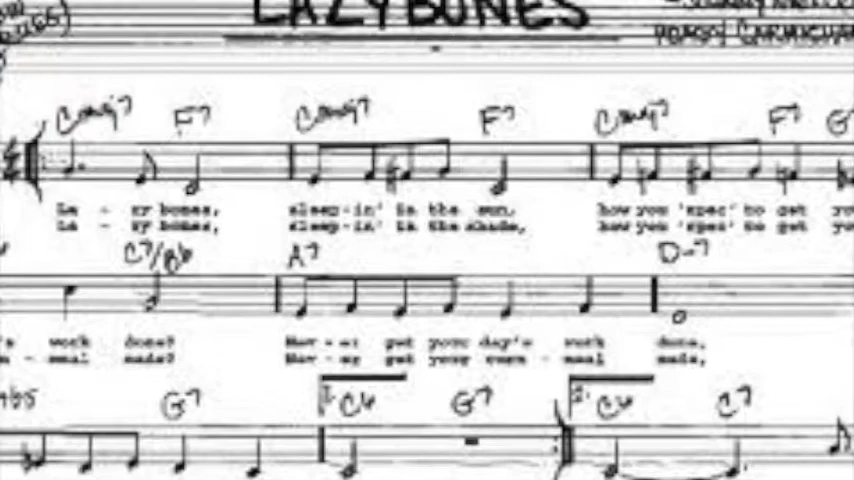 LAZYBONES
Cmaj7 F7 Cmaj7 F7 Cmaj7 F7
La - zy bones, sleep-in' in the sun, how you 'spec' to get
La - zy bones, sleep-in' in the shade, how you 'spec' to get
C7/Bb A7 D-7
work done? Nev-er get your day's work done,
meal made? Nev-er get your corn - meal made,
G7 1. C6 G7 2. C6 C7